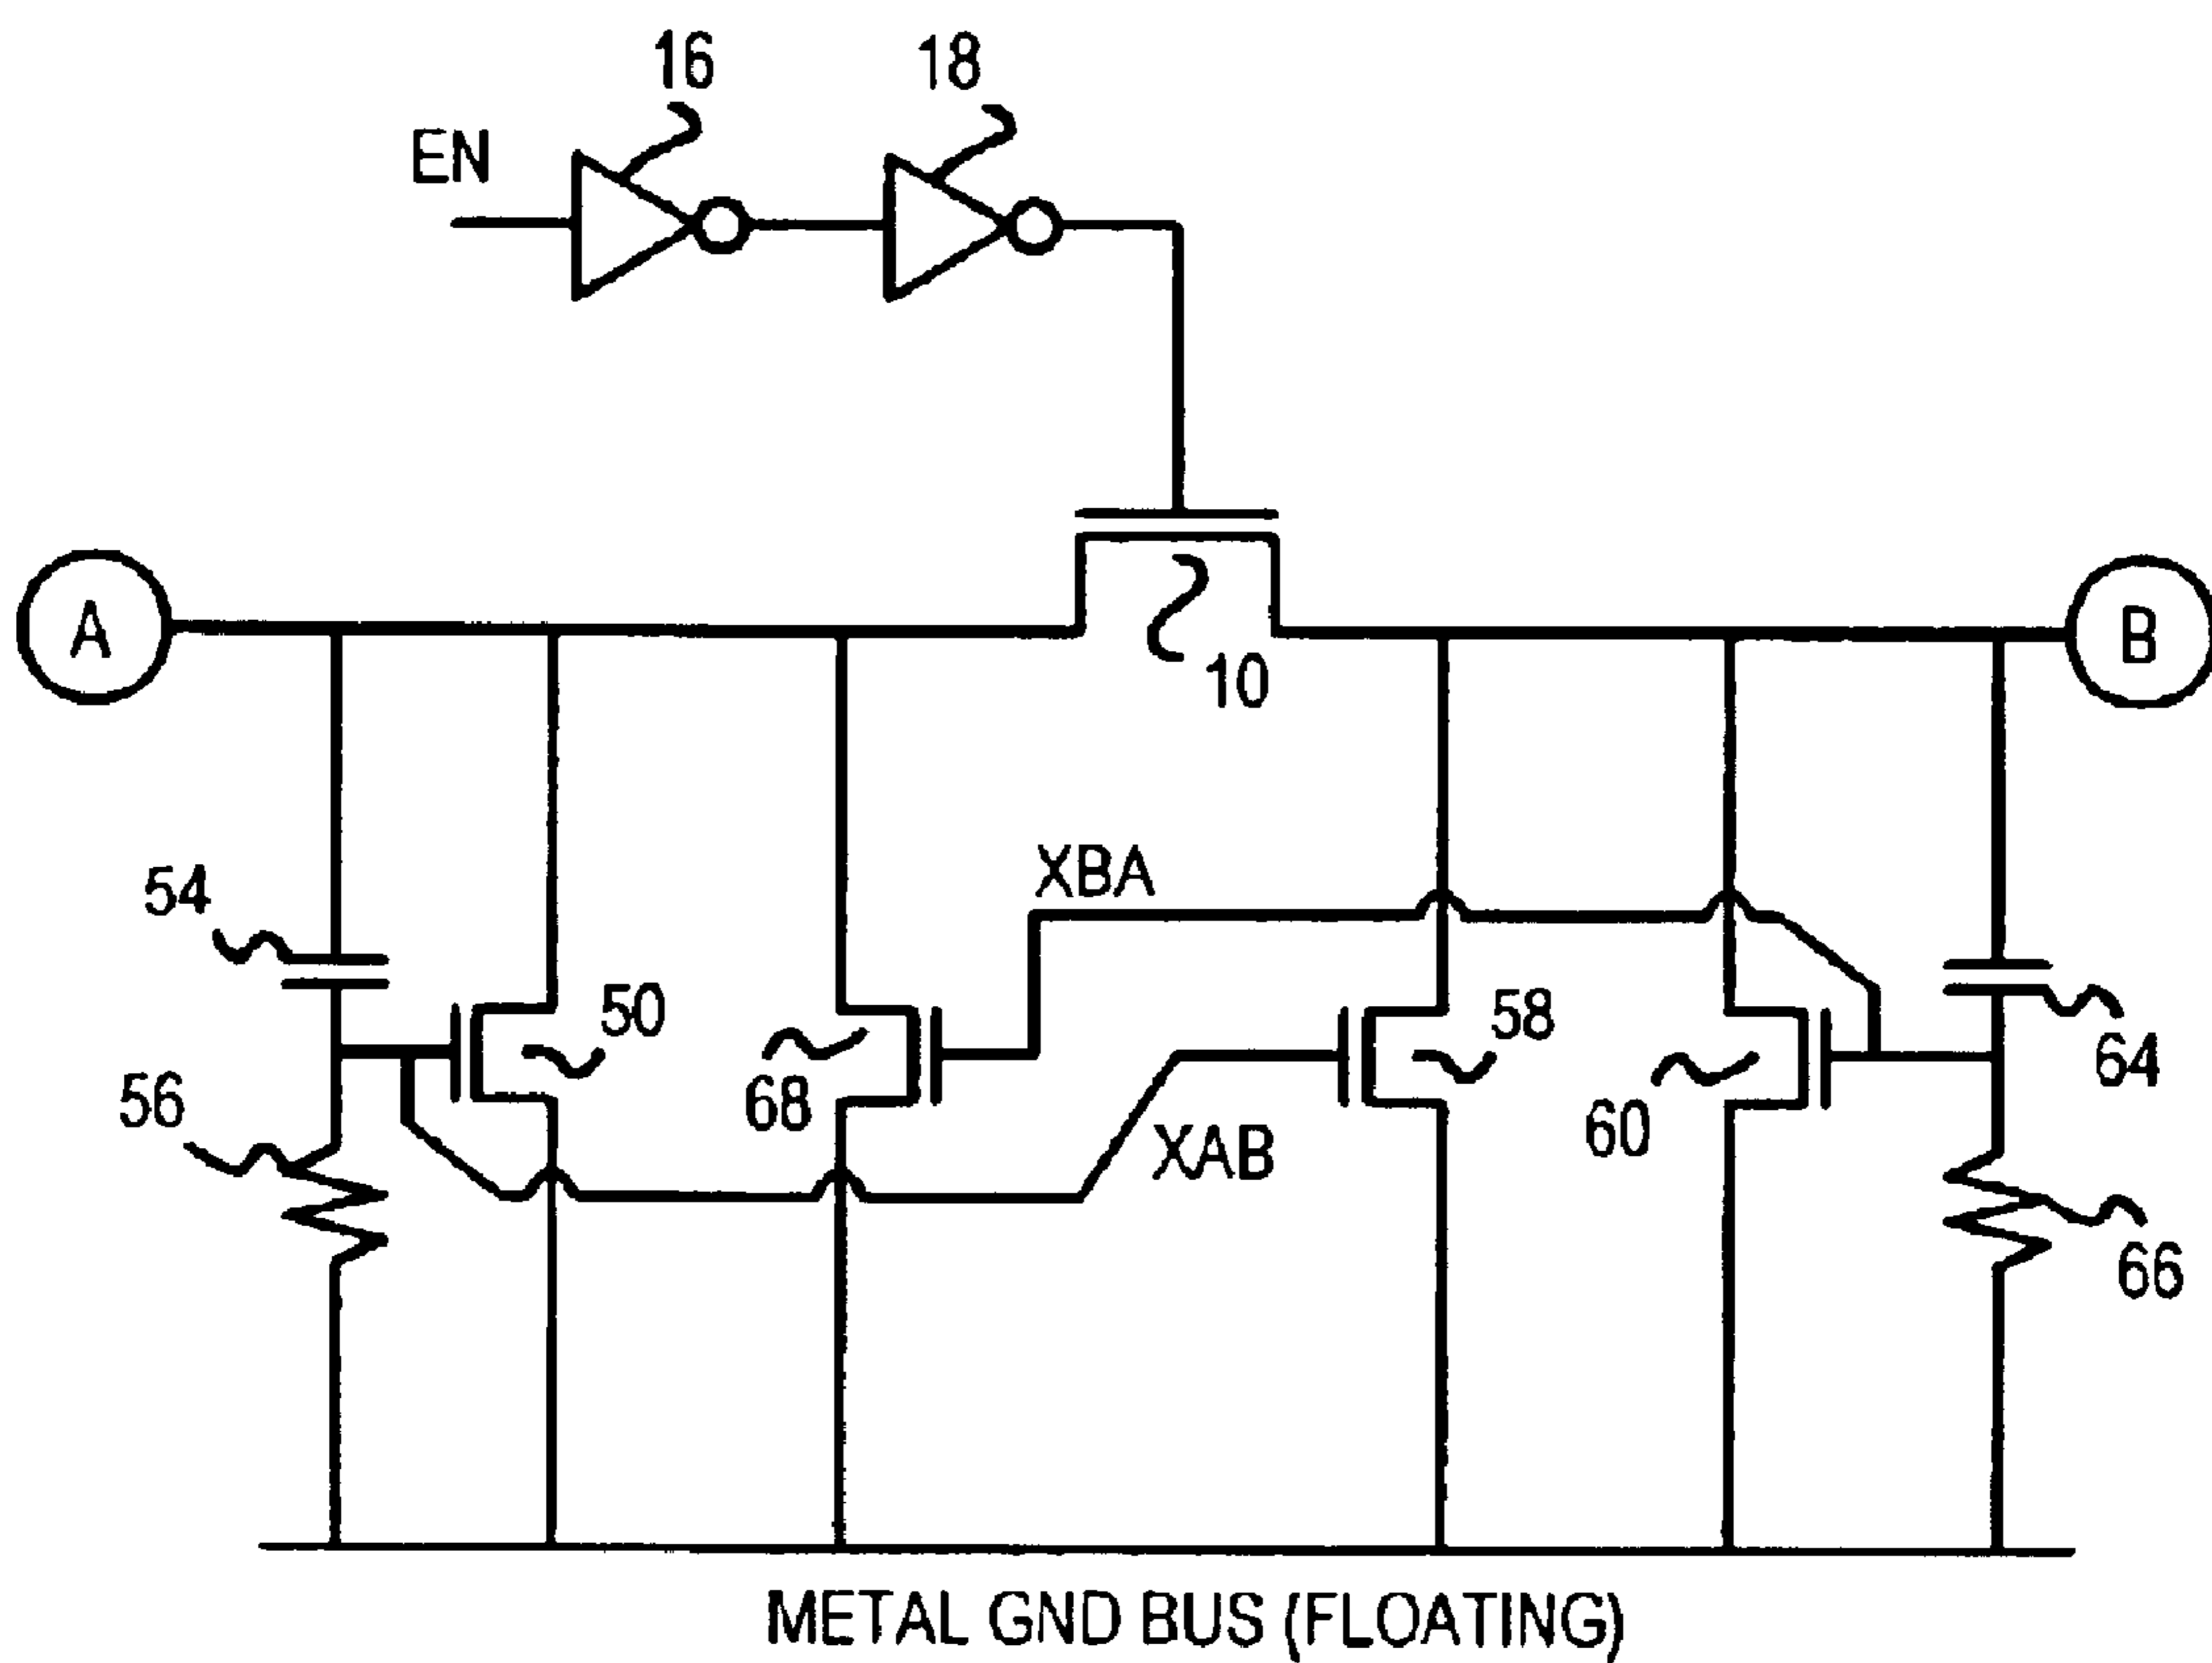 16
18
EN
A
B
10
XBA
54
50
58
64
56
68
60
XAB
66
METAL GND BUS (FLOATING)